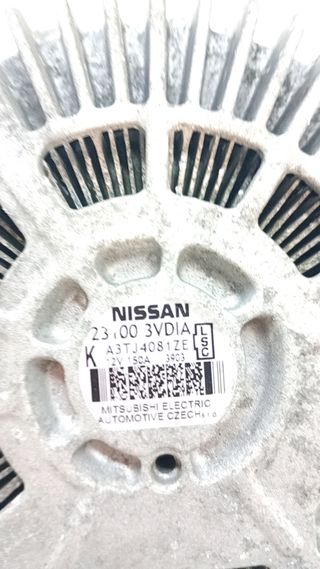 NISSAN
23100 3VD1A
K A3TJ4081ZE
12V 150A 3903
LSC
MITSUBISHI ELECTRIC
AUTOMOTIVE CZECH s.r.o.